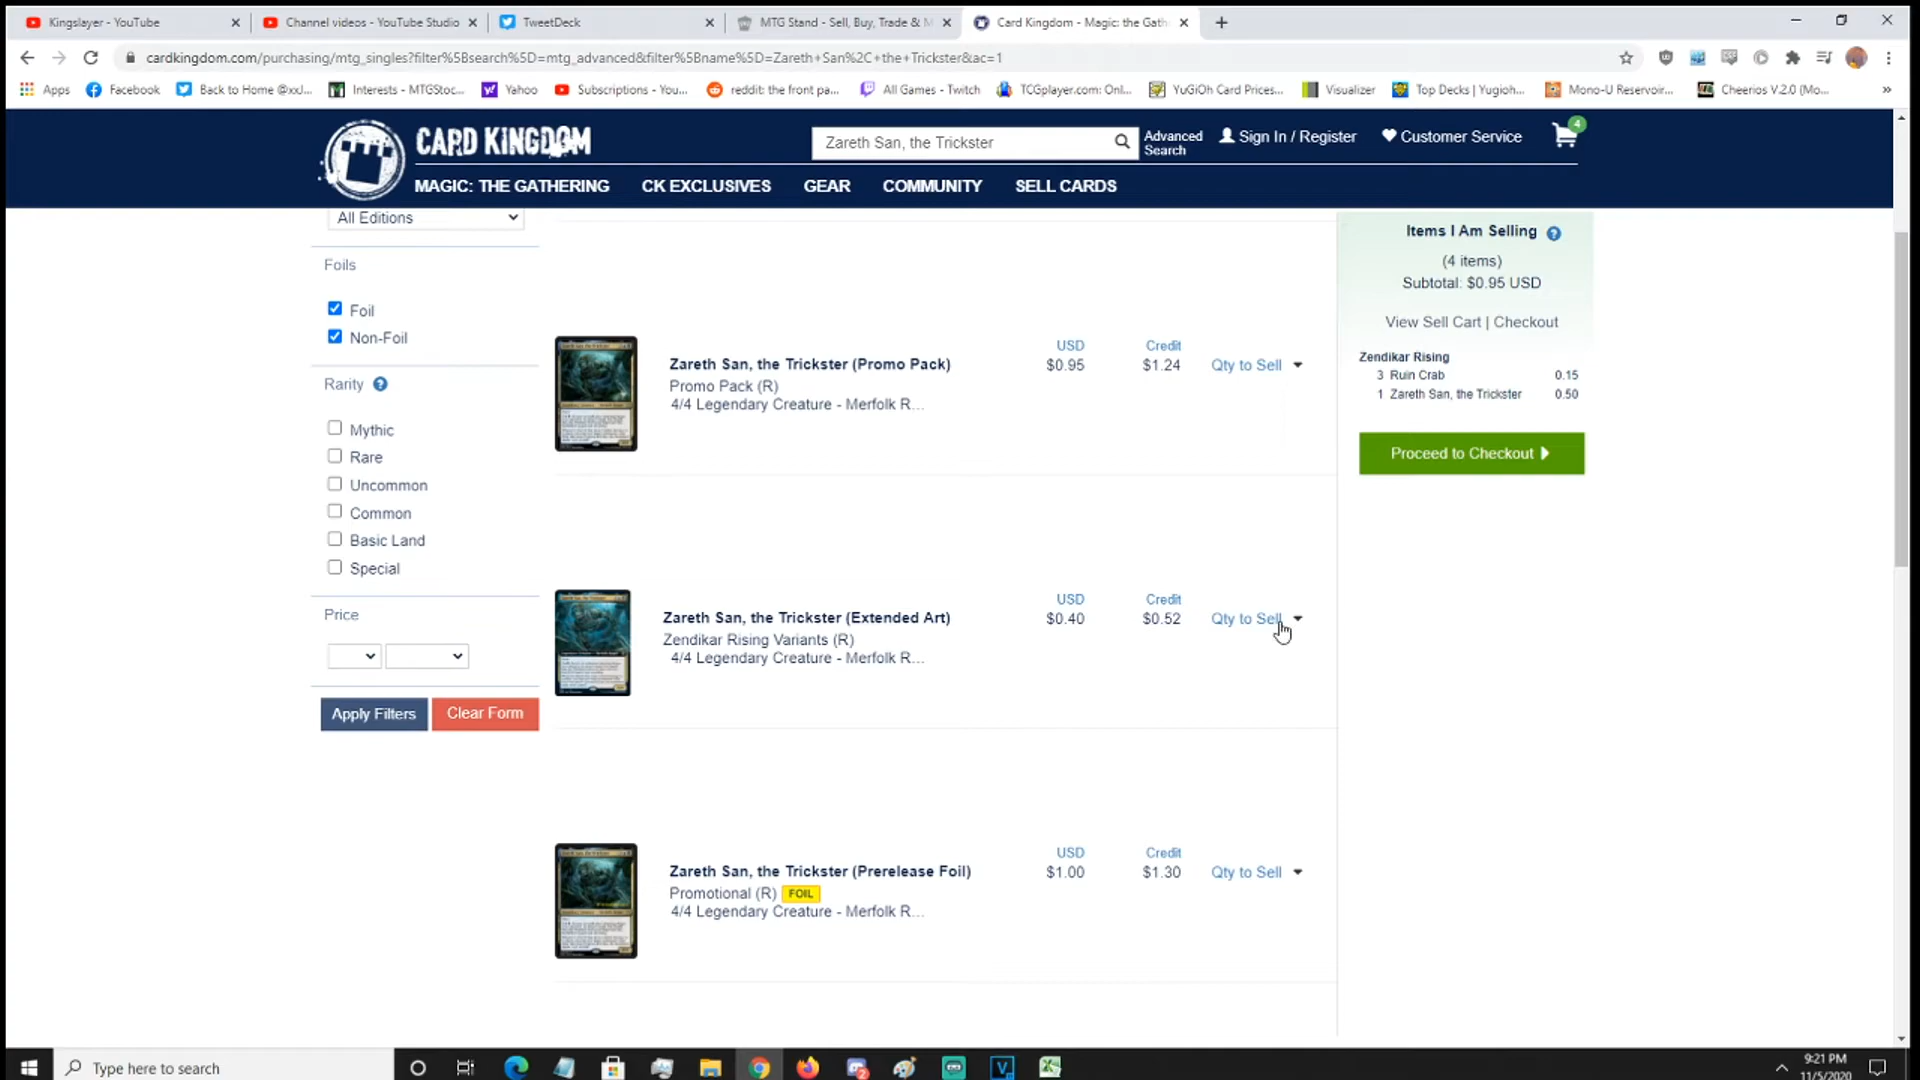 Kingslayer - YouTube
Channel videos - YouTube Studio
TweetDeck
MTG Stand - Sell, Buy, Trade & M
Card Kingdom - Magic: the Gath
cardkingdom.com/purchasing/mtg_singles?filter%5Bsearch%5D=mtg_advanced&filter%5Bname%5D=Zareth+San%2C+the+Trickster&ac=1
Apps
Facebook
Back to Home @xxJ...
Interests - MTGStoc...
Yahoo
Subscriptions - You...
reddit: the front pa...
All Games - Twitch
TCGplayer.com: Onl...
YuGiOh Card Prices...
Visualizer
Top Decks | Yugioh...
Mono-U Reservoir...
Cheerios V.2.0 (Mo...
»
CARD KINGDOM
Zareth San, the Trickster
Advanced
Search
Sign In / Register
Customer Service
4
MAGIC: THE GATHERING
CK EXCLUSIVES
GEAR
COMMUNITY
SELL CARDS
All Editions
Foils
Foil
Non-Foil
Rarity ?
Mythic
Rare
Uncommon
Common
Basic Land
Special
Price
Apply Filters
Clear Form
Zareth San, the Trickster (Promo Pack)
Promo Pack (R)
4/4 Legendary Creature - Merfolk R...
USD
$0.95
Credit
$1.24
Qty to Sell
Zareth San, the Trickster (Extended Art)
Zendikar Rising Variants (R)
4/4 Legendary Creature - Merfolk R...
USD
$0.40
Credit
$0.52
Qty to Sell
Zareth San, the Trickster (Prerelease Foil)
Promotional (R) FOIL
4/4 Legendary Creature - Merfolk R...
USD
$1.00
Credit
$1.30
Qty to Sell
Items I Am Selling ?
(4 items)
Subtotal: $0.95 USD
View Sell Cart | Checkout
Zendikar Rising
3 Ruin Crab 0.15
1 Zareth San, the Trickster 0.50
Proceed to Checkout
Type here to search
9:21 PM
11/5/2020